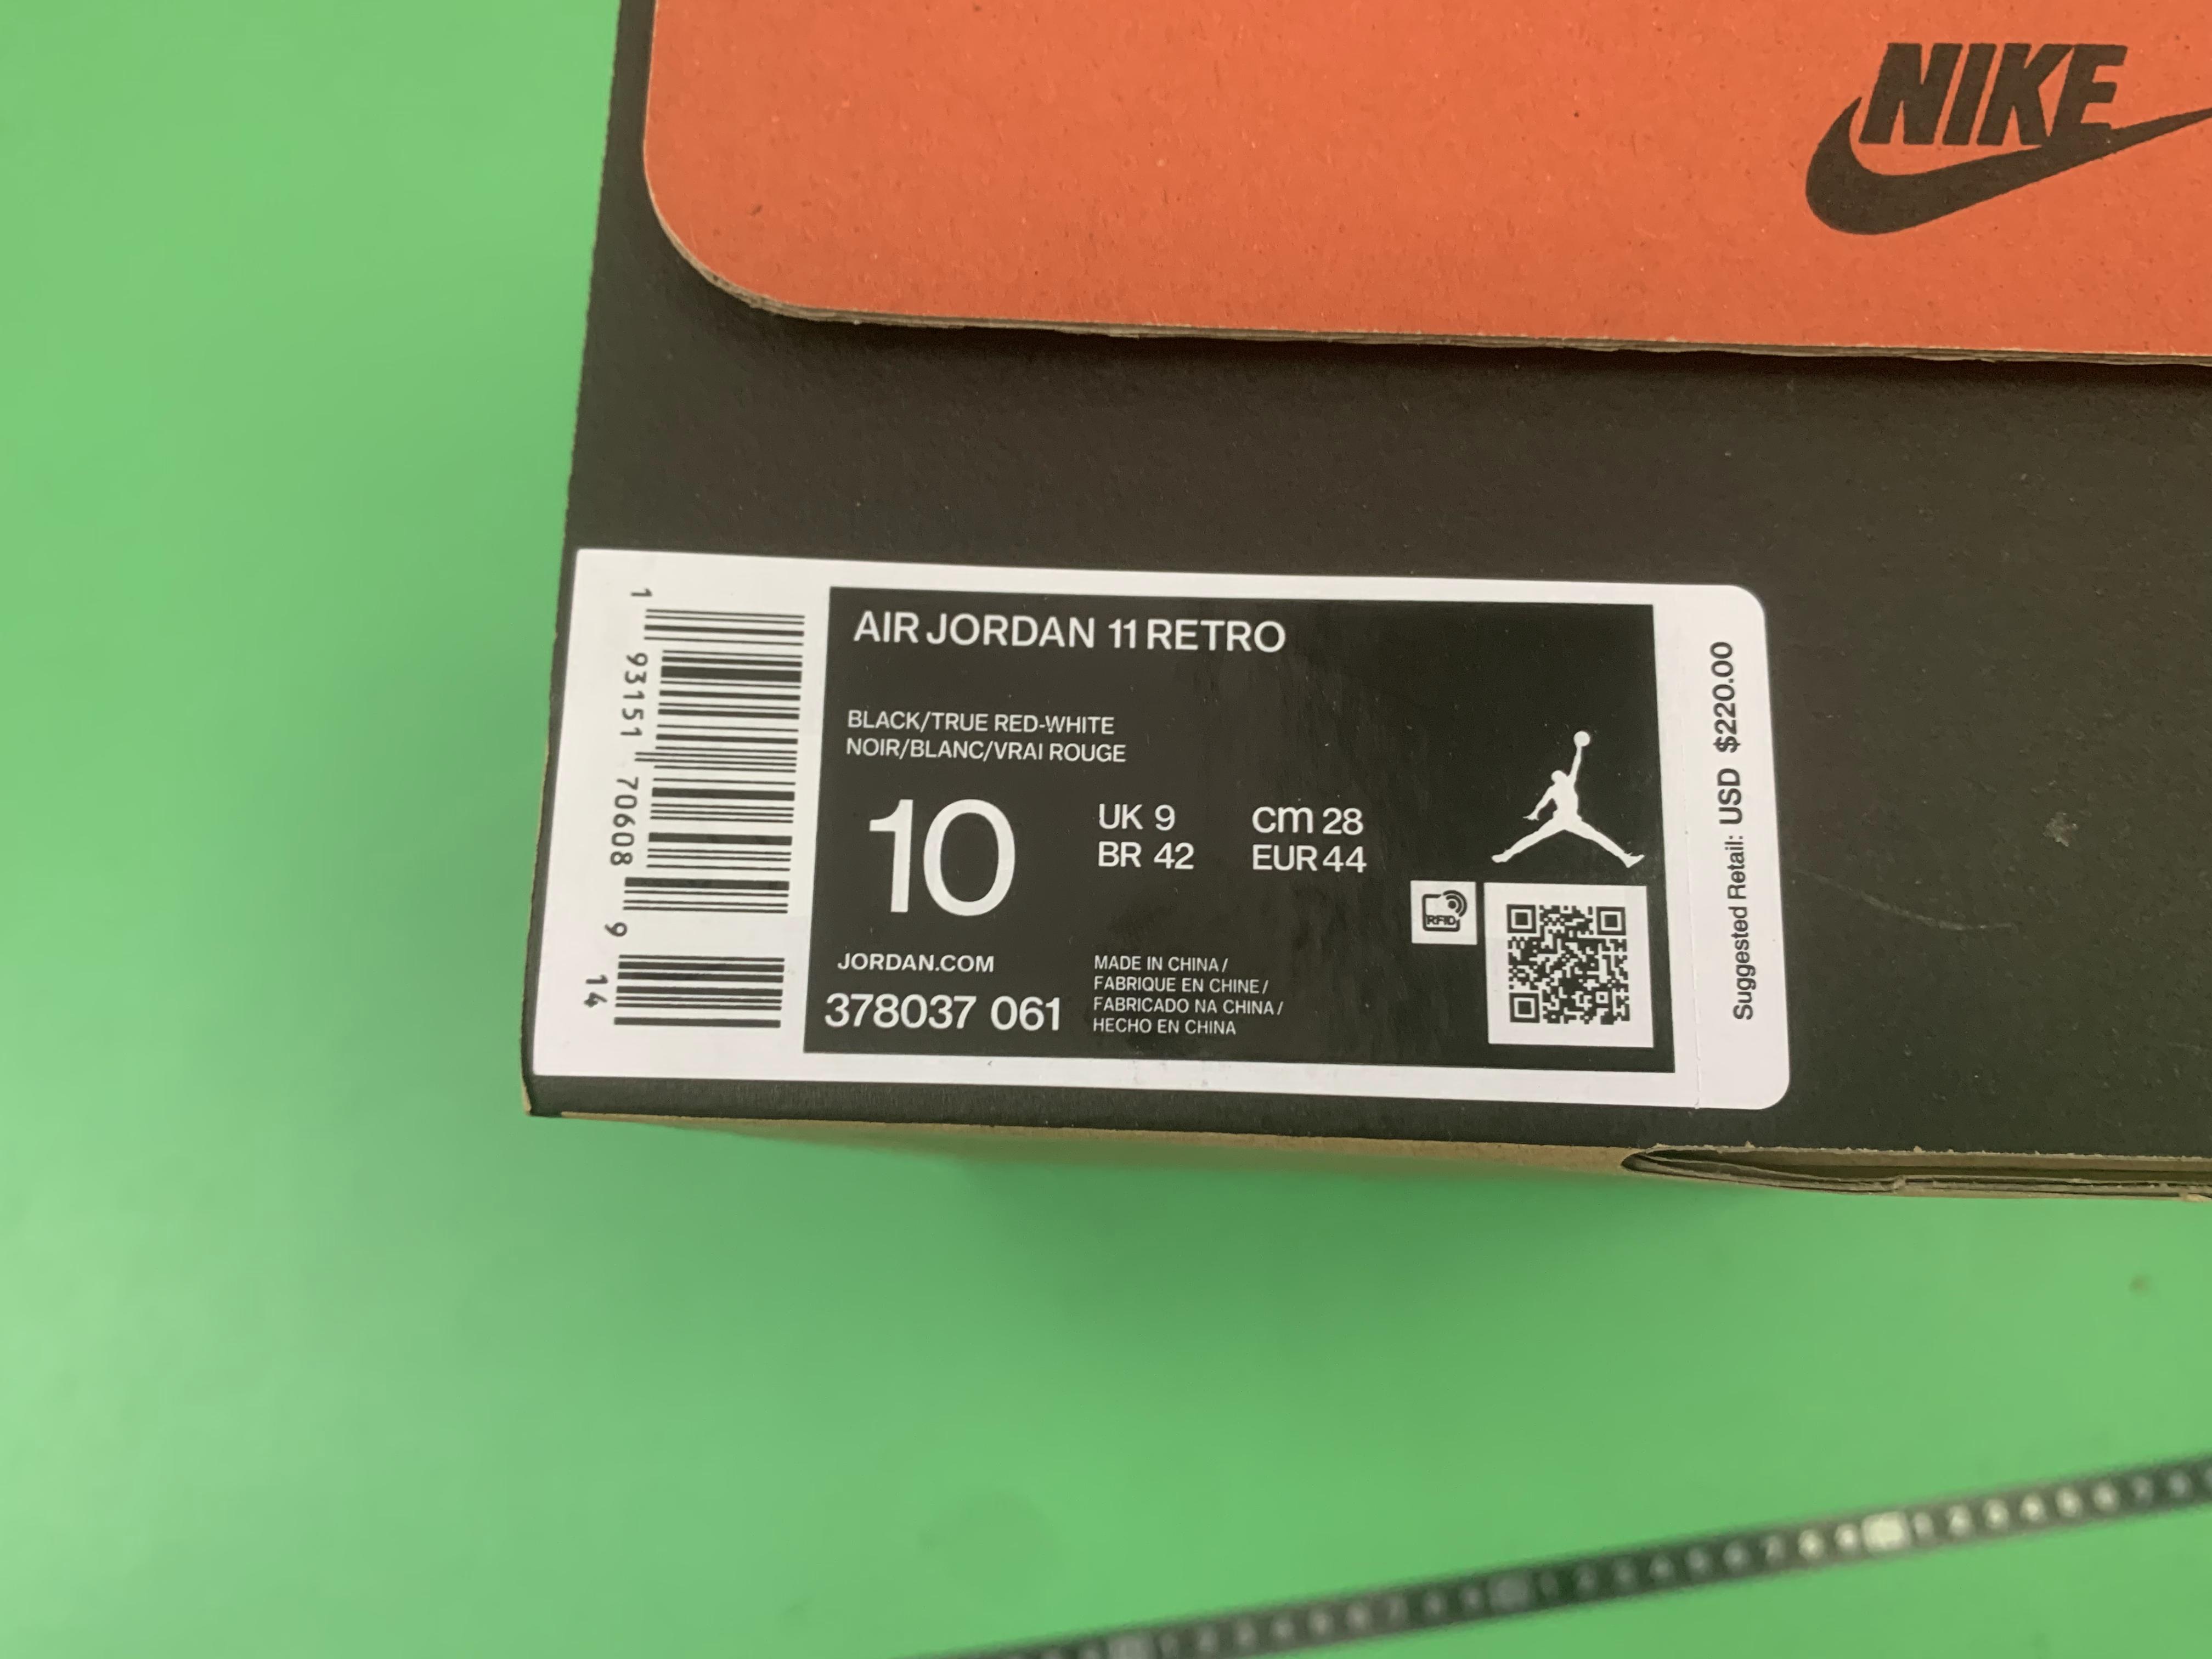 NIKE
AIR JORDAN 11 RETRO
BLACK/TRUE RED-WHITE
NOIR/BLANC/VRAI ROUGE
10
UK 9 cm 28
BR 42 EUR 44
RFID
JORDAN.COM
378037 061
MADE IN CHINA/
FABRIQUE EN CHINE/
FABRICADO NA CHINA/
HECHO EN CHINA
Suggested Retail: USD $220.00
1 93151 70608 9 14